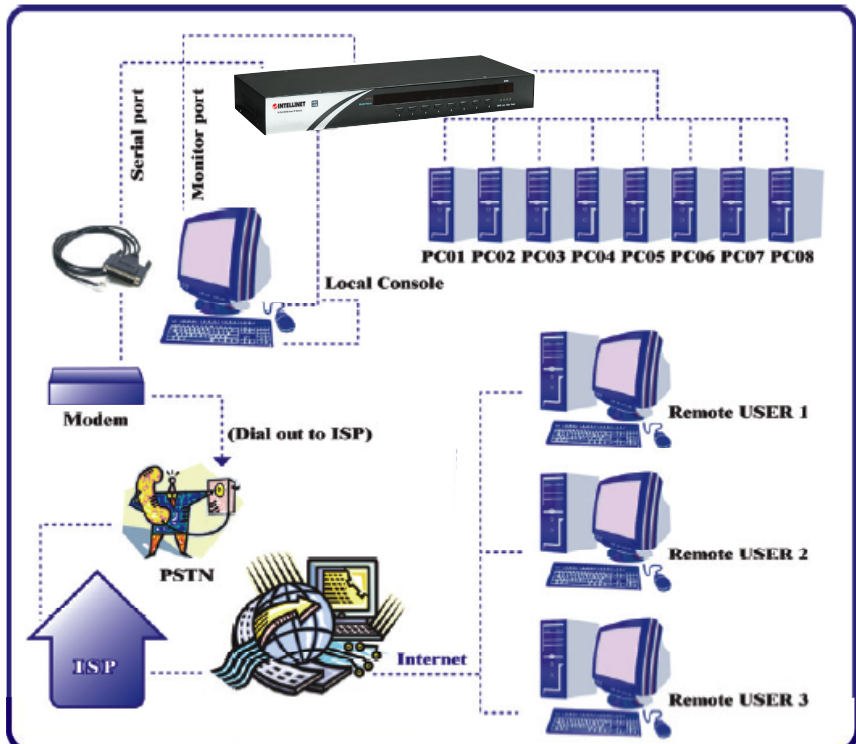 INTELLINET
Serial port
Monitor port
PC01 PC02 PC03 PC04 PC05 PC06 PC07 PC08
Local Console
Modem
(Dial out to ISP)
PSTN
ISP
Internet
Remote USER 1
Remote USER 2
Remote USER 3